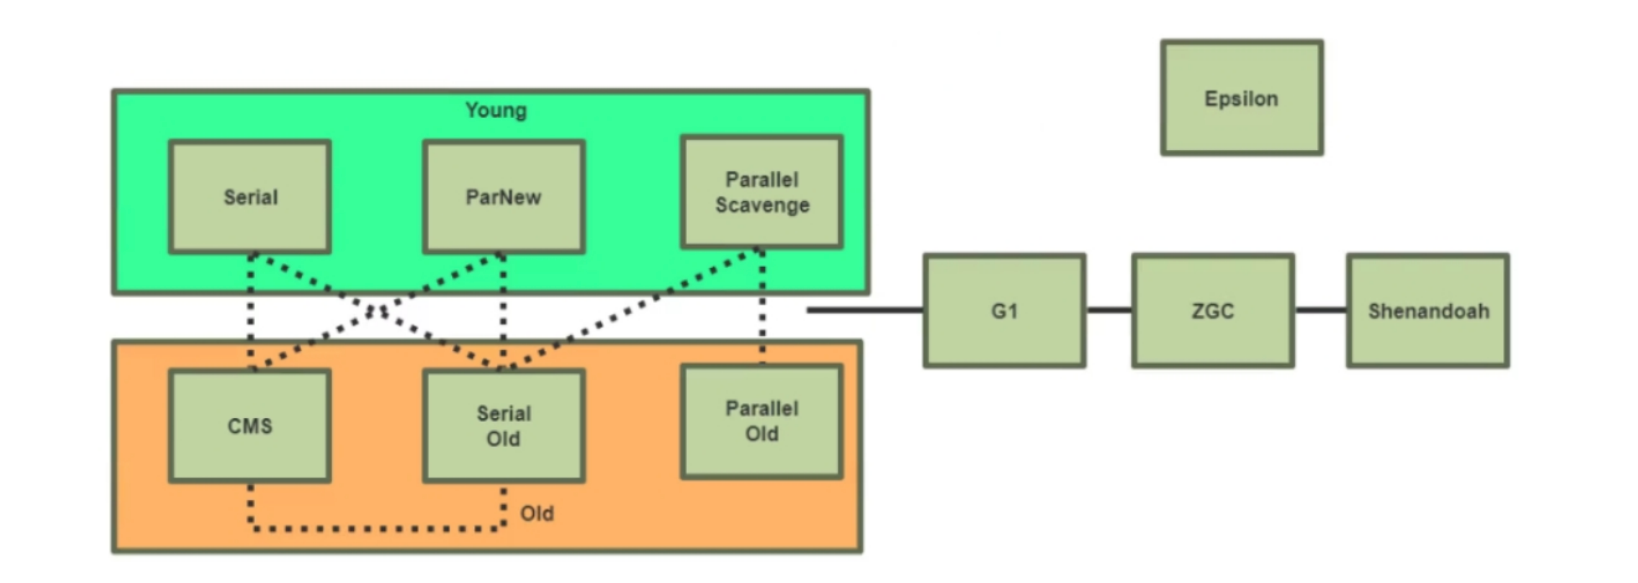 Epsilon
Young
Serial
ParNew
Parallel
Scavenge
G1
ZGC
Shenandoah
CMS
Serial
Old
Parallel
Old
Old